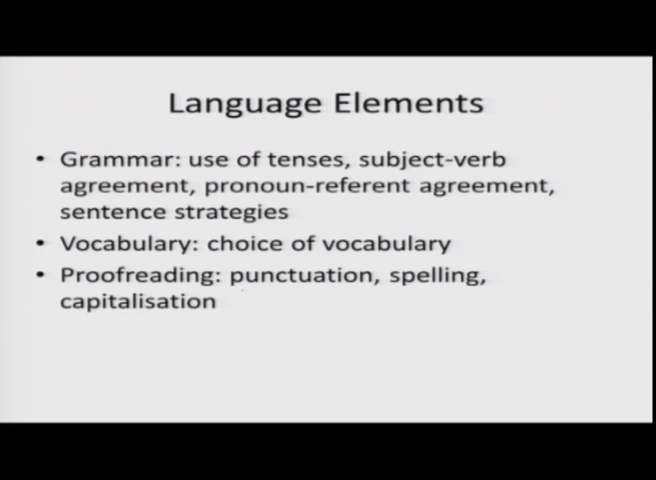 Language Elements
• Grammar: use of tenses, subject-verb
agreement, pronoun-referent agreement,
sentence strategies
• Vocabulary: choice of vocabulary
• Proofreading: punctuation, spelling,
capitalisation